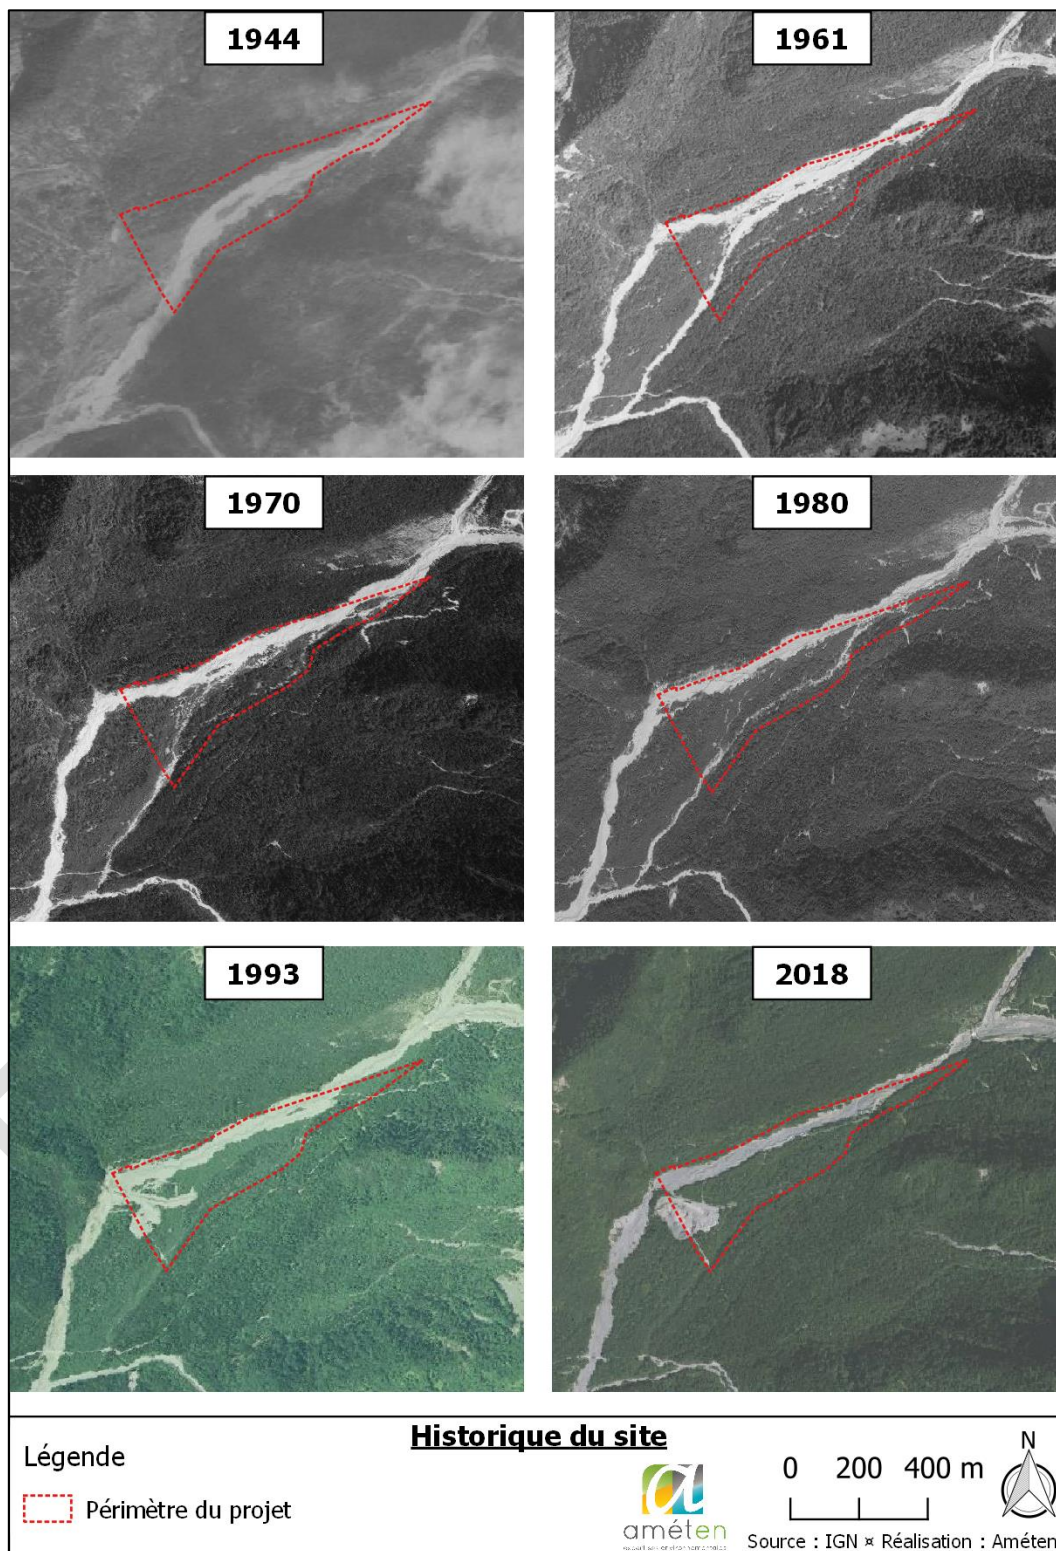 1944
1961
1970
1980
1993
2018
Légende
Périmètre du projet
Historique du site
améten
0 200 400 m
N
Source : IGN ¤ Réalisation : Améten